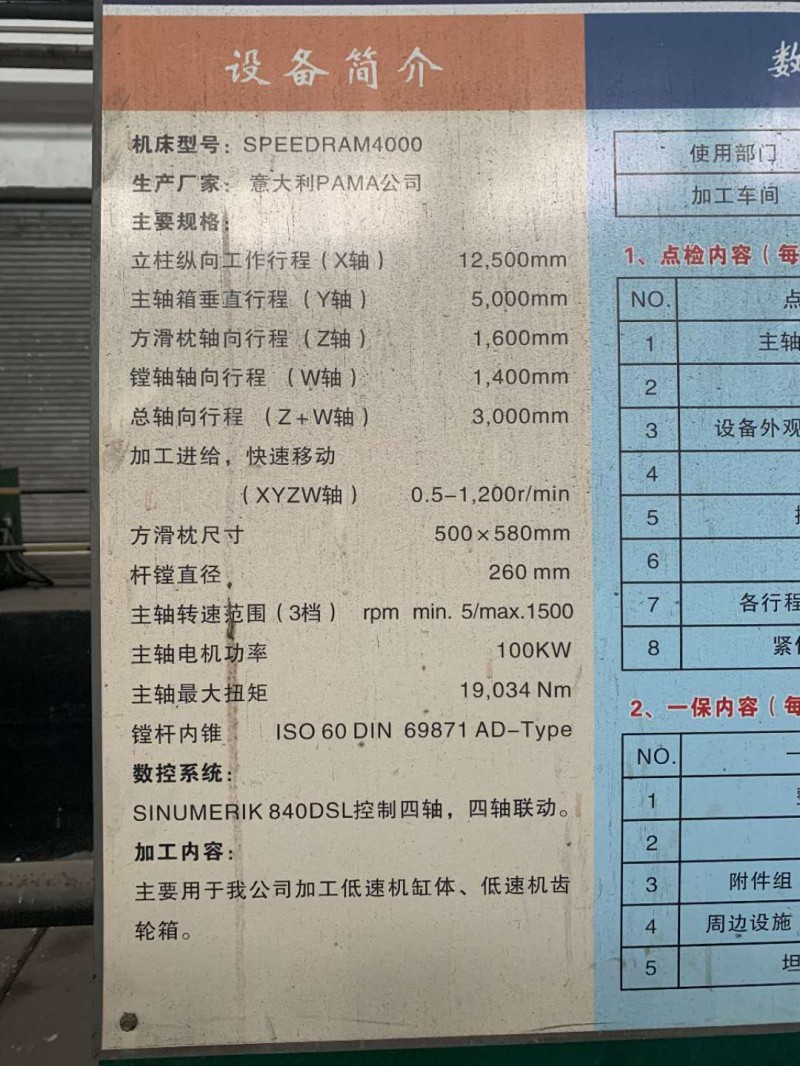 设备简介
机床型号：SPEEDRAM4000
生产厂家：意大利PAMA公司
主要规格：
立柱纵向工作行程（X轴） 12,500mm
主轴箱垂直行程（Y轴） 5,000mm
方滑枕轴向行程（Z轴） 1,600mm
镗轴轴向行程 （W轴） 1,400mm
总轴向行程 （Z+W轴） 3,000mm
加工进给，快速移动
（XYZW轴） 0.5-1,200r/min
方滑枕尺寸 500×580mm
杆镗直径 260 mm
主轴转速范围（3档） rpm min. 5/max.1500
主轴电机功率 100KW
主轴最大扭矩 19,034 Nm
镗杆内锥 ISO 60 DIN 69871 AD-Type
数控系统：
SINUMERIK 840DSL控制四轴，四轴联动。
加工内容：
主要用于我公司加工低速机缸体、低速机齿
轮箱。
数
使用部门
加工车间
1、点检内容（每
NO. 点
1 主轴
2
3 设备外观
4
5
6
7 各行程
8 紧
2、一保内容（每
NO. 一
1
2
3 附件组
4 周边设施
5 坦